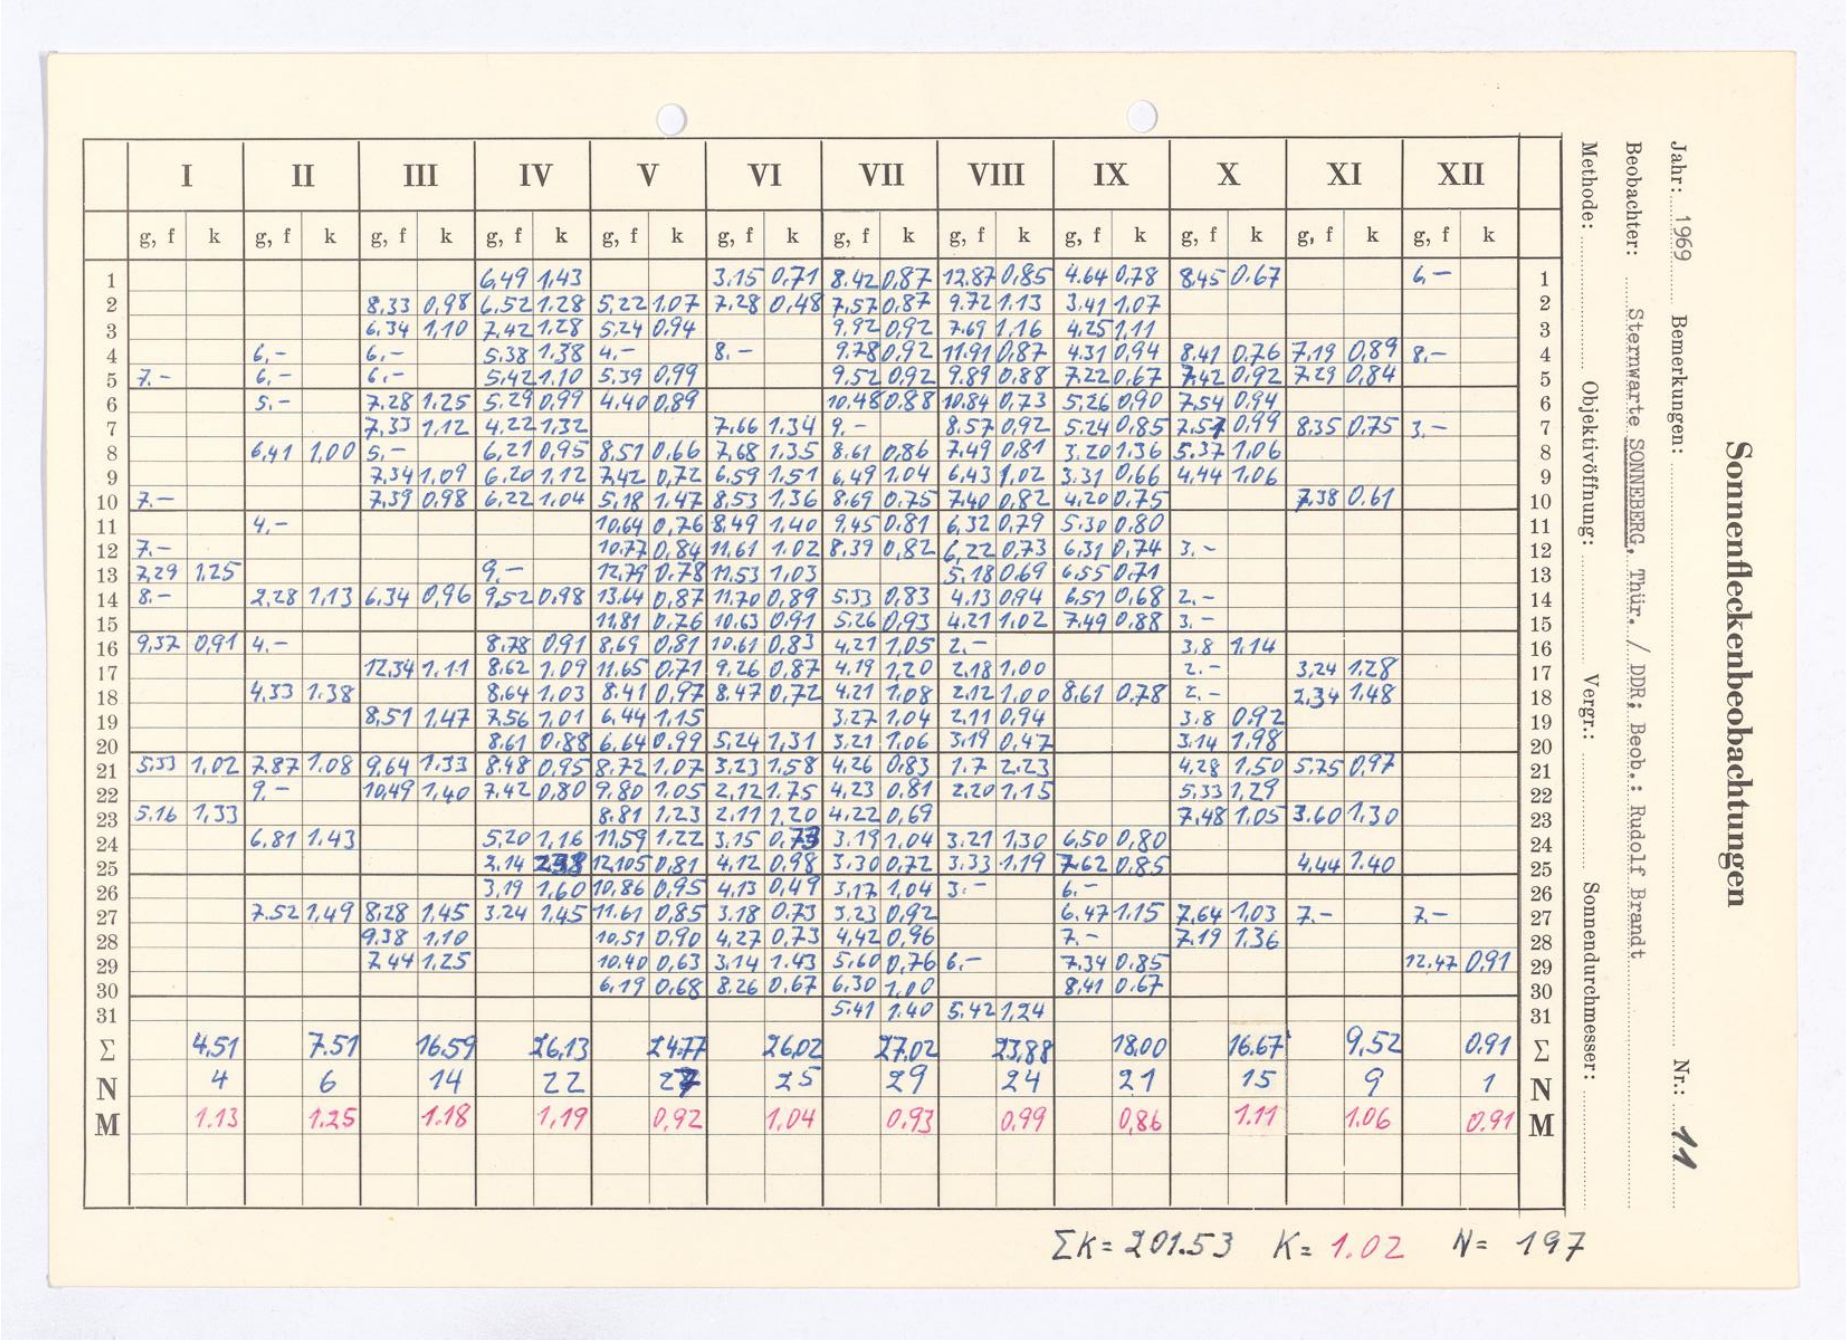 Sonnenfleckenbeobachtungen
Jahr: 1969 Bemerkungen: Nr.: 11
Beobachter: Sternwarte SONNEBERG, Thür. / DDR; Beob.: Rudolf Brandt
Methode: Objektivöffnung: Vergr.: Sonnendurchmesser:
I II III IV V VI VII VIII IX X XI XII
g, f k g, f k g, f k g, f k g, f k g, f k g, f k g, f k g, f k g, f k g, f k g, f k
1 6,49 1,43 3.15 0,71 8.42 0,87 12.87 0,85 4.64 0,78 8.45 0.67 6,— 1
2 8,33 0,98 6,52 1.28 5,22 1.07 7,28 0,48 7,57 0,87 9.72 1.13 3.41 1.07 2
3 6,34 1,10 7,42 1.28 5.24 0,94 9,92 0,92 7.69 1,16 4.25 1,11 3
4 6,— 6,— 5.38 1.38 4.— 8.— 9.78 0,92 11.91 0,87 4.31 0,94 8.41 0,76 7,19 0,89 8.— 4
5 7.— 6,— 6,— 5,42 1.10 5.39 0,99 9.52 0,92 9.89 0.88 7.22 0,67 7,42 0,92 7.29 0,84 5
6 5.— 7.28 1.25 5.29 0,99 4.40 0,89 10.48 0.88 10.84 0,73 5,26 0,90 7.54 0,94 6
7 7,33 1,12 4.22 1,32 7,66 1.34 9.— 8.57 0,92 5.24 0,85 7.57 0,99 8,35 0,75 3.— 7
8 6,41 1,00 5,— 6,21 0,95 8,51 0,66 7,68 1.35 8.61 0,86 7,49 0,81 3.20 1.36 5.37 1,06 8
9 7,34 1,09 6.20 1,12 7,42 0,72 6,59 1.51 6,49 1.04 6,43 1,02 3.31 0,66 4,44 1.06 9
10 7.— 7,39 0,98 6,22 1,04 5,18 1.47 8,53 1,36 8,69 0,75 7,40 0,82 4,20 0,75 7,38 0.61 10
11 4,— 10,64 0,76 8,49 1,40 9,45 0.81 6,32 0,79 5.30 0,80 11
12 7.— 10.77 0,84 11,61 1.02 8,39 0,82 6,22 0,73 6,31 0,74 3.— 12
13 7,29 1,25 9.— 12,79 0,78 11.53 1,03 5.18 0.69 6.55 0,71 13
14 8.— 2,28 1,13 6,34 0,96 9,52 0,98 13.64 0,87 11.70 0,89 5,33 0,83 4.13 0,94 6,51 0,68 2.— 14
15 11,81 0,76 10.63 0,91 5.26 0,93 4.21 1.02 7,49 0,88 3.— 15
16 9,37 0,91 4.— 8,78 0,91 8,69 0,81 10.61 0,83 4,21 1,05 2.— 3.8 1,14 16
17 12,34 1.11 8,62 1.09 11.65 0,71 9.26 0,87 4.19 1,20 2.18 1.00 2.— 3,24 1.28 17
18 4,33 1.38 8,64 1.03 8.41 0,97 8.47 0,72 4.21 1.08 2.12 1.00 8,61 0.78 2.— 2,34 1.48 18
19 8,51 1,47 7,56 1,01 6,44 1,15 3,27 1,04 2.11 0,94 3.8 0,92 19
20 8.61 0.88 6,64 0,99 5,24 1,31 3,21 1,06 3,19 0,47 3.14 1,98 20
21 5,33 1,02 7,87 1.08 9,64 1.33 8.48 0,95 8.72 1,07 3.23 1.58 4,26 0,83 1.7 2.23 4,28 1,50 5,75 0,97 21
22 9,— 10,49 1,40 7,42 0,80 9.80 1.05 2,12 1.75 4,23 0.81 2,20 1,15 5.33 1,29 22
23 5.16 1,33 8.81 1,23 2.11 1,20 4,22 0,69 7,48 1.05 3.60 1.30 23
24 6,81 1.43 5,20 1,16 11,59 1.22 3,15 0,73 3.19 1,04 3.21 1,30 6,50 0,80 24
25 2,14 12,105 0,81 4,12 0,98 3.30 0,72 3.33 1.19 7,62 0,85 4,44 1.40 25
26 3,19 1,60 10,86 0,95 4,13 0,49 3,17 1,04 3.— 6.— 26
27 7.52 1,49 8,28 1,45 3.24 1,45 11.61 0,85 3.18 0.73 3,23 0,92 6,47 1.15 7,64 1,03 7.— 7.— 27
28 9.38 1,10 10,51 0,90 4,27 0,73 4,42 0,96 7.— 7,19 1.36 28
29 7,44 1,25 10.40 0,63 3.14 1.43 5,60 0,76 6,— 7,34 0,85 12,47 0,91 29
30 6,19 0,68 8.26 0.67 6,30 1,00 8,41 0.67 30
31 5.41 1.40 5.42 1,24 31
Σ 4,51 7.51 16.59 26,13 24.77 26,02 27.02 23,88 18.00 16.67 9,52 0.91 Σ
N 4 6 14 22 27 25 29 24 21 15 9 1 N
M 1.13 1,25 1.18 1,19 0,92 1.04 0,93 0,99 0,86 1.11 1.06 0.91 M
ΣK = 201.53 K = 1.02 N = 197